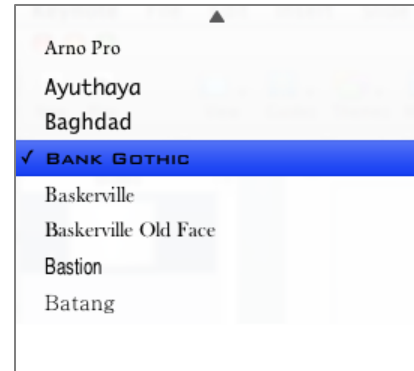 Arno Pro
Ayuthaya
Baghdad
✓ BANK GOTHIC
Baskerville
Baskerville Old Face
Bastion
Batang